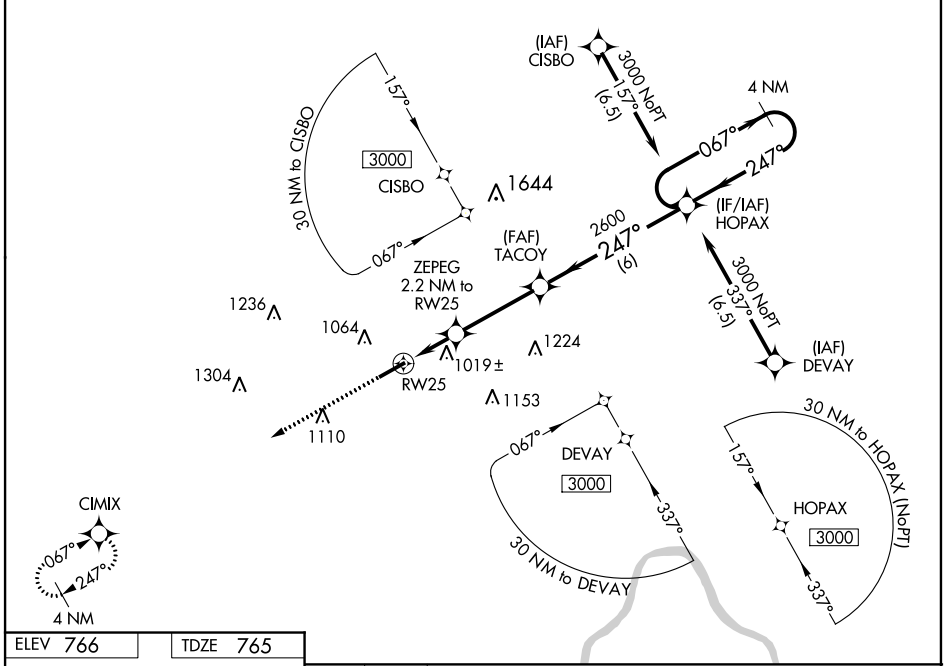 (IAF)
CISBO
3000 NoPT
157°
(6.5)
4 NM
067°
247°
(IF/IAF)
HOPAX
30 NM to CISBO
157°
3000
CISBO
067°
1644
2600
247°
(6)
(FAF)
TACOY
ZEPEG
2.2 NM to
RW25
1236
1064
1304
1019±
1224
RW25
1153
1110
3000 NoPT
337°
(6.5)
(IAF)
DEVAY
067°
DEVAY
3000
337°
30 NM to DEVAY
30 NM to HOPAX (NoPT)
157°
HOPAX
3000
337°
CIMIX
067°
247°
4 NM
ELEV 766
TDZE 765